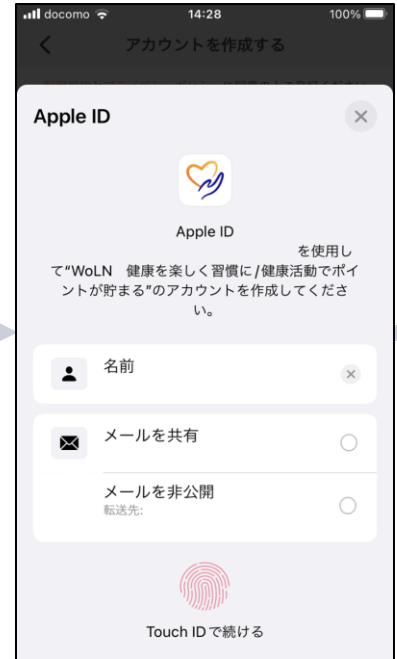 docomo 14:28 100%
アカウントを作成する
Apple ID
Apple ID
を使用し
て"WoLN 健康を楽しく習慣に/健康活動でポイ
ントが貯まる"のアカウントを作成してくださ
い。
名前
メールを共有
メールを非公開
転送先:
Touch IDで続ける